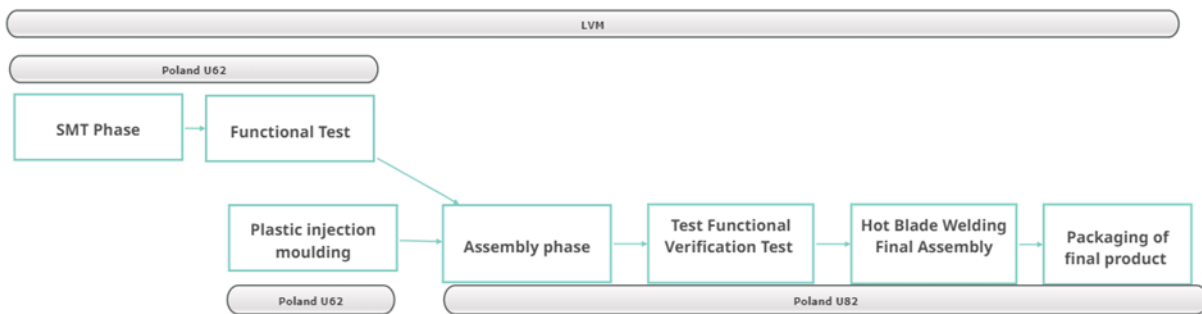 LVM
Poland U62
SMT Phase
Functional Test
Plastic injection
moulding
Assembly phase
Test Functional
Verification Test
Hot Blade Welding
Final Assembly
Packaging of
final product
Poland U62
Poland U82